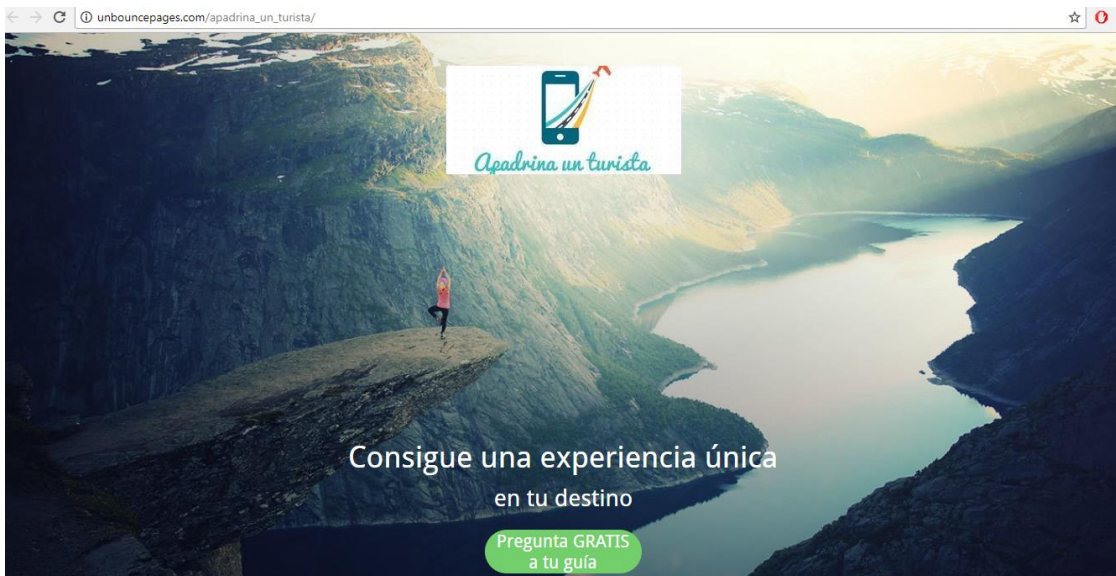 unbouncepages.com/apadrina_un_turista/
Apadrina un turista
Consigue una experiencia única
en tu destino
Pregunta GRATIS
a tu guía